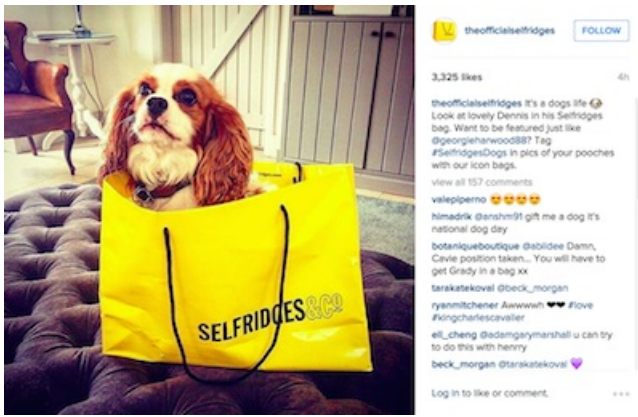 SELFRIDGES&Co
theofficialselfridges
FOLLOW
3,325 likes
4h
theofficialselfridges It's a dogs life
Look at lovely Dennis in his Selfridges
bag. Want to be featured just like
@georgieharwood88? Tag
#SelfridgesDogs in pics of your pooches
with our icon bags.
view all 157 comments
valepiperno
himadrik @anshm91 gift me a dog it's
national dog day
botaniqueboutique @abiidee Damn,
Cavie position taken... You will have to
get Grady in a bag xx
tarakatekoval @beck_morgan
ryanmitchener Awwwwh #love
#kingcharlescavalier
ell_cheng @adamgarymarshall u can try
to do this with henrry
beck_morgan @tarakatekoval
Log in to like or comment.